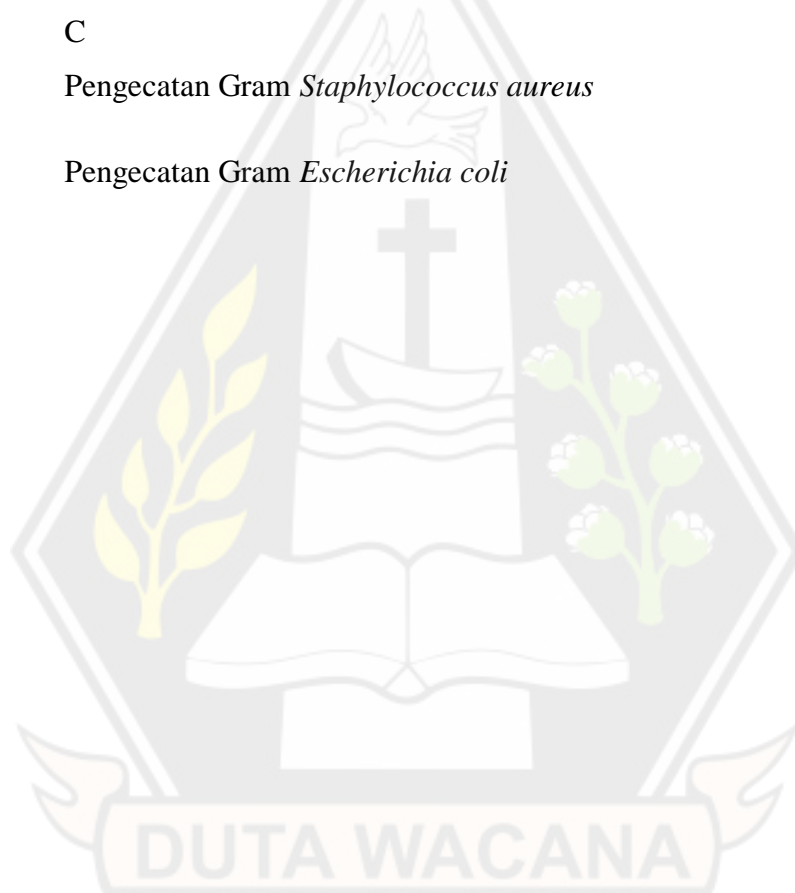 C
Pengecatan Gram Staphylococcus aureus
Pengecatan Gram Escherichia coli
DUTA WACANA